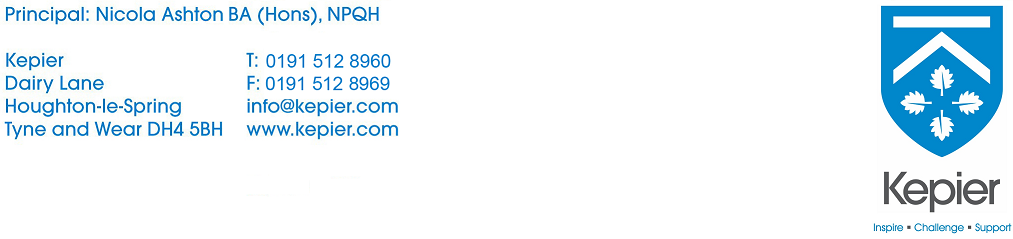 Principal: Nicola Ashton BA (Hons), NPQH
Kepier T: 0191 512 8960
Dairy Lane F: 0191 512 8969
Houghton-le-Spring info@kepier.com
Tyne and Wear DH4 5BH www.kepier.com
Kepier
Inspire ▪ Challenge ▪ Support